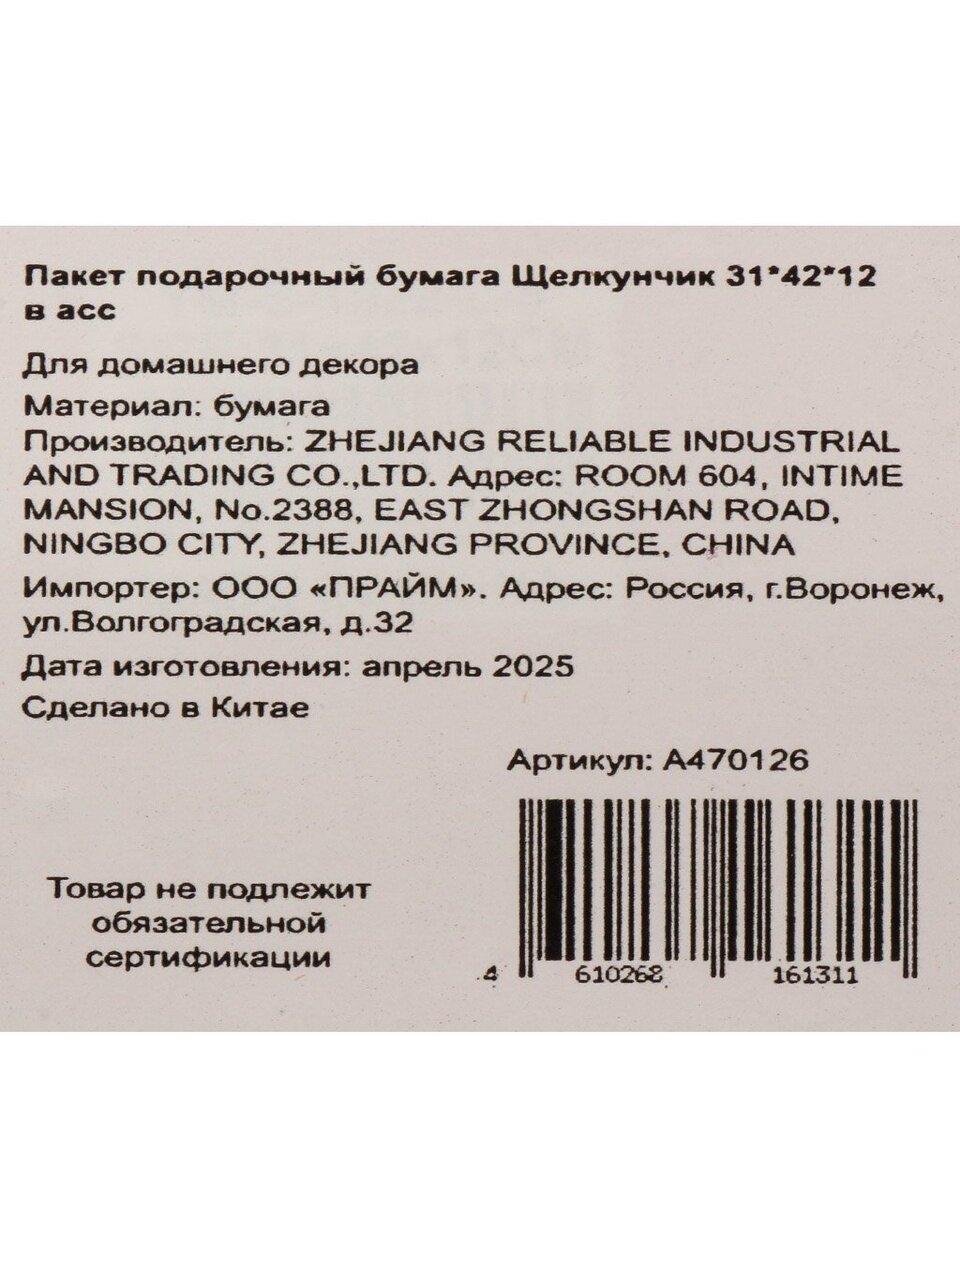 Пакет подарочный бумага Щелкунчик 31*42*12
в асс
Для домашнего декора
Материал: бумага
Производитель: ZHEJIANG RELIABLE INDUSTRIAL
AND TRADING CO.,LTD. Адрес: ROOM 604, INTIME
MANSION, No.2388, EAST ZHONGSHAN ROAD,
NINGBO CITY, ZHEJIANG PROVINCE, CHINA
Импортер: ООО «ПРАЙМ». Адрес: Россия, г.Воронеж,
ул.Волгоградская, д.32
Дата изготовления: апрель 2025
Сделано в Китае
Артикул: A470126
Товар не подлежит
обязательной
сертификации
4 610268 161311